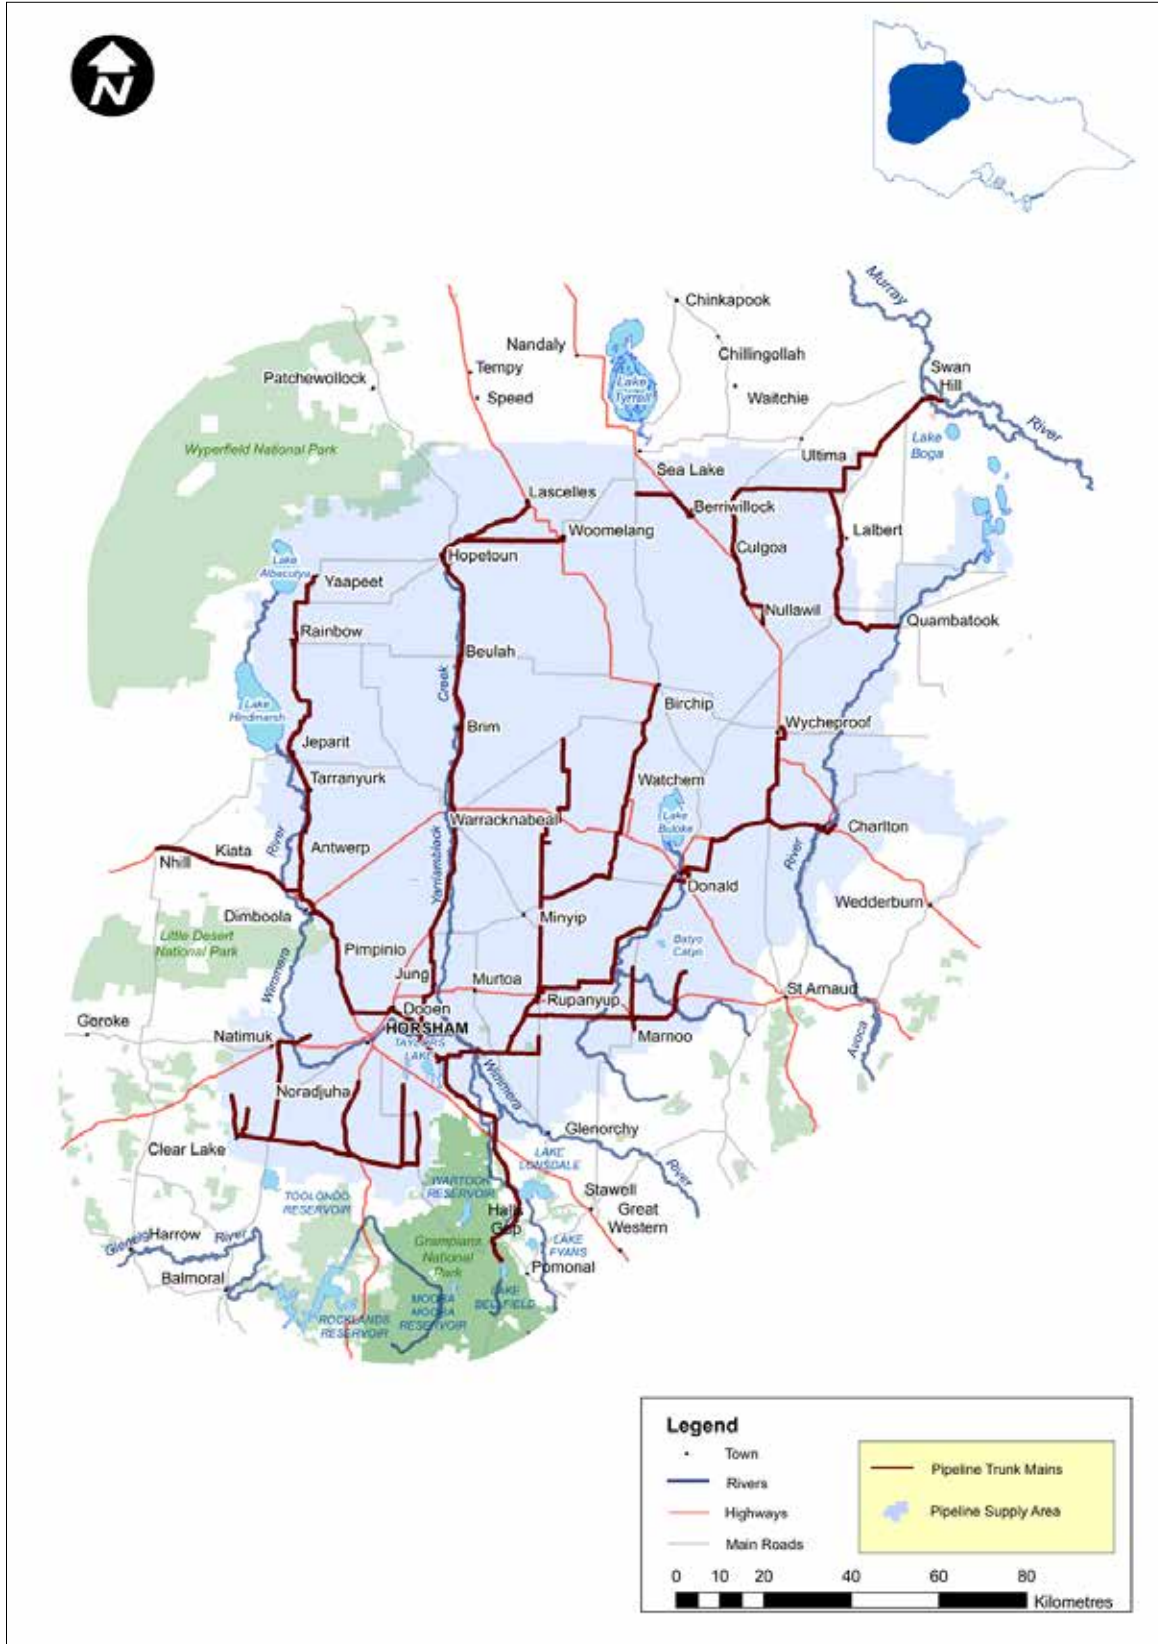 N
Murray
Chinkapook
Nandaly
Chillingollah
Swan
Hill
Tempy
Patchewollock
Lake
Tyrrell
Speed
Waitchie
River
Lake
Boga
Wyperfield National Park
Ultima
Sea Lake
Lascelles
Berriwillock
Woomelang
Lalbert
Hopetoun
Culgoa
Lake
Albacutya
Yaapeet
Nullawil
Quambatook
Rainbow
Beulah
Creek
Lake
Hindmarsh
Birchip
Wycheproof
Brim
Jeparit
Tarranyurk
Watchem
Lake
Buloke
Warracknabeal
Charlton
River
Antwerp
Kiata
Nhill
Yarriambiack
River
Donald
Dimboola
Minyip
Wedderburn
Little Desert
National Park
Pimpinio
Batyo
Catyo
Wimmera
Jung
Murtoa
St Arnaud
Rupanyup
Dooen
Goroke
HORSHAM
Natimuk
TAYLORS
LAKE
Marnoo
Avoca
Wimmera
Noradjuha
Glenorchy
Clear Lake
LAKE
LONSDALE
River
WARTOOK
RESERVOIR
TOOLONDO
RESERVOIR
Stawell
Halls
Gap
Great
Western
Glenelg
Harrow
River
Grampians
National
Park
LAKE
FYANS
Pomonal
Balmoral
MOORA
MOORA
RESERVOIR
LAKE
BELLFIELD
ROCKLANDS
RESERVOIR
Legend
Town
Rivers
Highways
Main Roads
Pipeline Trunk Mains
Pipeline Supply Area
0 10 20 40 60 80
Kilometres